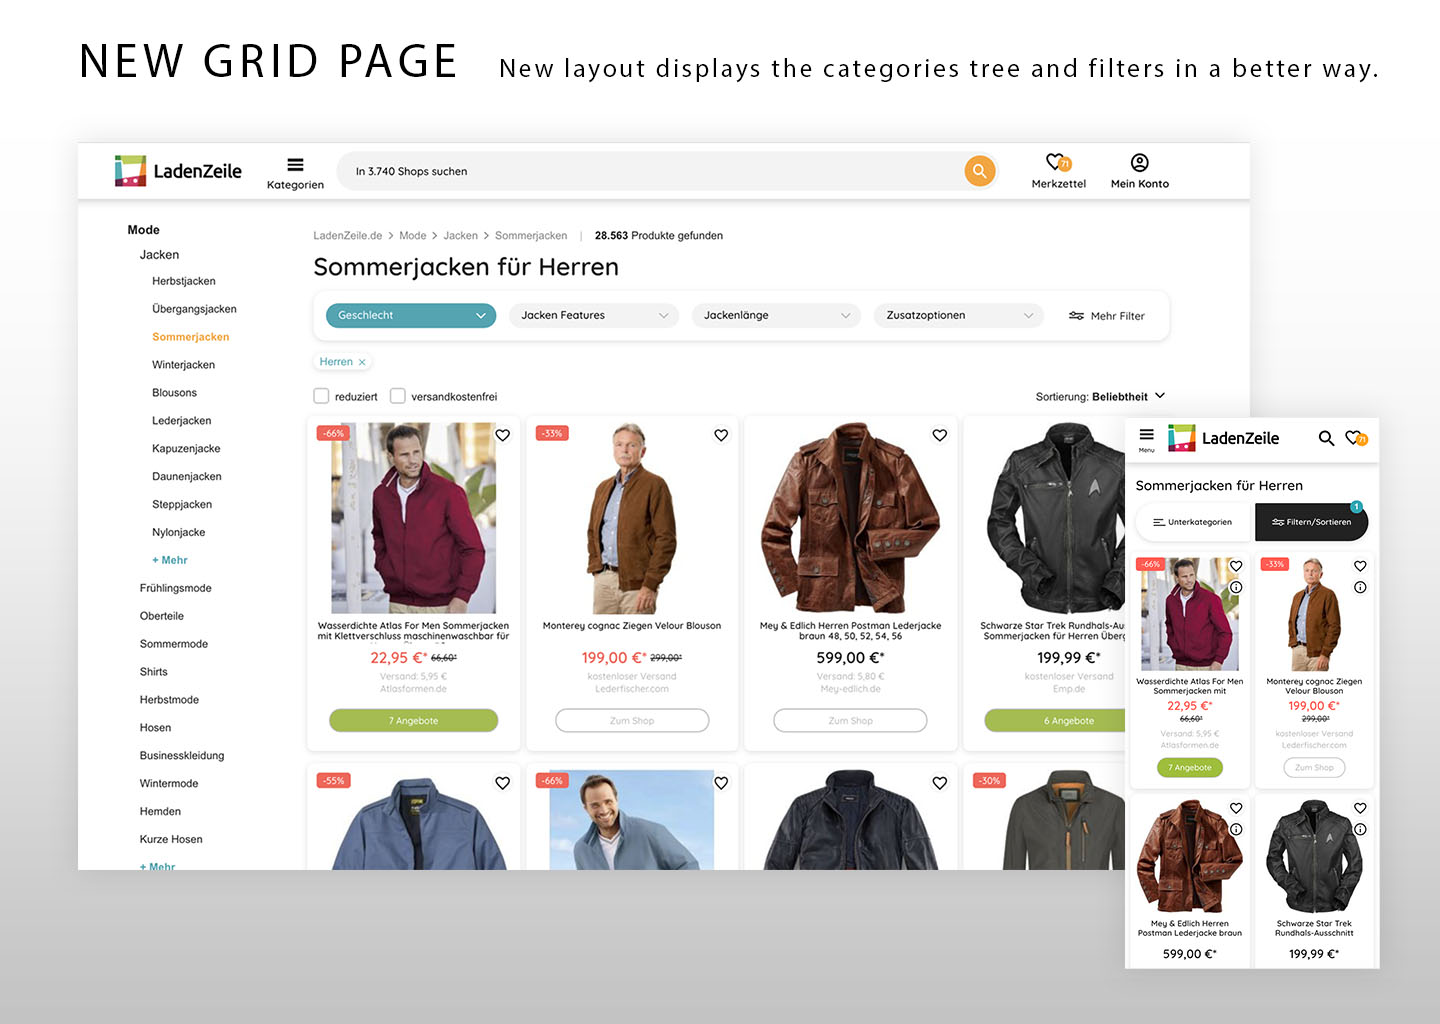 NEW GRID PAGE New layout displays the categories tree and filters in a better way.
LadenZeile
Kategorien
In 3.740 Shops suchen
71
Merkzettel
Mein Konto
Mode
Jacken
Herbstjacken
Übergangsjacken
Sommerjacken
Winterjacken
Blousons
Lederjacken
Kapuzenjacke
Daunenjacken
Steppjacken
Nylonjacke
+ Mehr
Frühlingsmode
Oberteile
Sommermode
Shirts
Herbstmode
Hosen
Businesskleidung
Wintermode
Hemden
Kurze Hosen
+ Mehr
LadenZeile.de > Mode > Jacken > Sommerjacken | 28.563 Produkte gefunden
Sommerjacken für Herren
Geschlecht
Jacken Features
Jackenlänge
Zusatzoptionen
Mehr Filter
Herren ×
reduziert
versandkostenfrei
Sortierung: Beliebtheit
-66%
Wasserdichte Atlas For Men Sommerjacken
mit Klettverschluss maschinenwaschbar für
22,95 €* 66,60*
Versand: 5,95 €
Atlasformen.de
7 Angebote
-33%
Monterey cognac Ziegen Velour Blouson
199,00 €* 299,00*
kostenloser Versand
Lederfischer.com
Zum Shop
Mey & Edlich Herren Postman Lederjacke
braun 48, 50, 52, 54, 56
599,00 €*
Versand: 5,80 €
Mey-edlich.de
Zum Shop
Schwarze Star Trek Rundhals-Au
Sommerjacken für Herren Überg
199,99 €*
kostenloser Versand
Emp.de
6 Angebote
-55%
-66%
-30%
Menu
LadenZeile
71
Sommerjacken für Herren
Unterkategorien
Filtern/Sortieren
1
-66%
Wasserdichte Atlas For Men
Sommerjacken mit
22,95 €*
66,60*
Versand: 5,95 €
Atlasformen.de
7 Angebote
-33%
Monterey cognac Ziegen
Velour Blouson
199,00 €*
299,00*
kostenloser Versand
Lederfischer.com
Zum Shop
Mey & Edlich Herren
Postman Lederjacke braun
599,00 €*
Schwarze Star Trek
Rundhals-Ausschnitt
199,99 €*